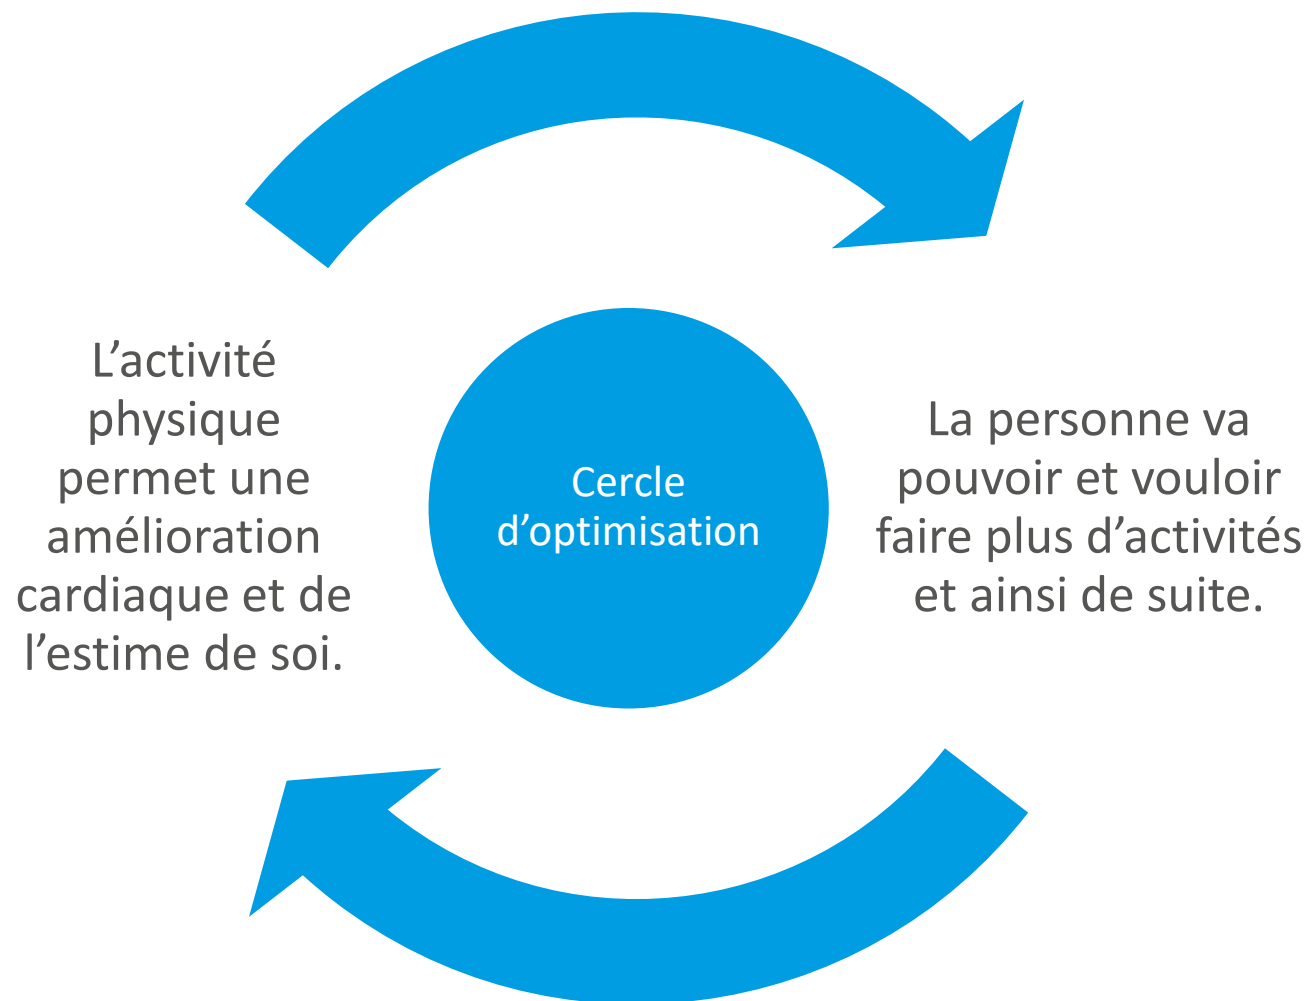 L’activité
physique
permet une
amélioration
cardiaque et de
l’estime de soi.
Cercle
d’optimisation
La personne va
pouvoir et vouloir
faire plus d’activités
et ainsi de suite.